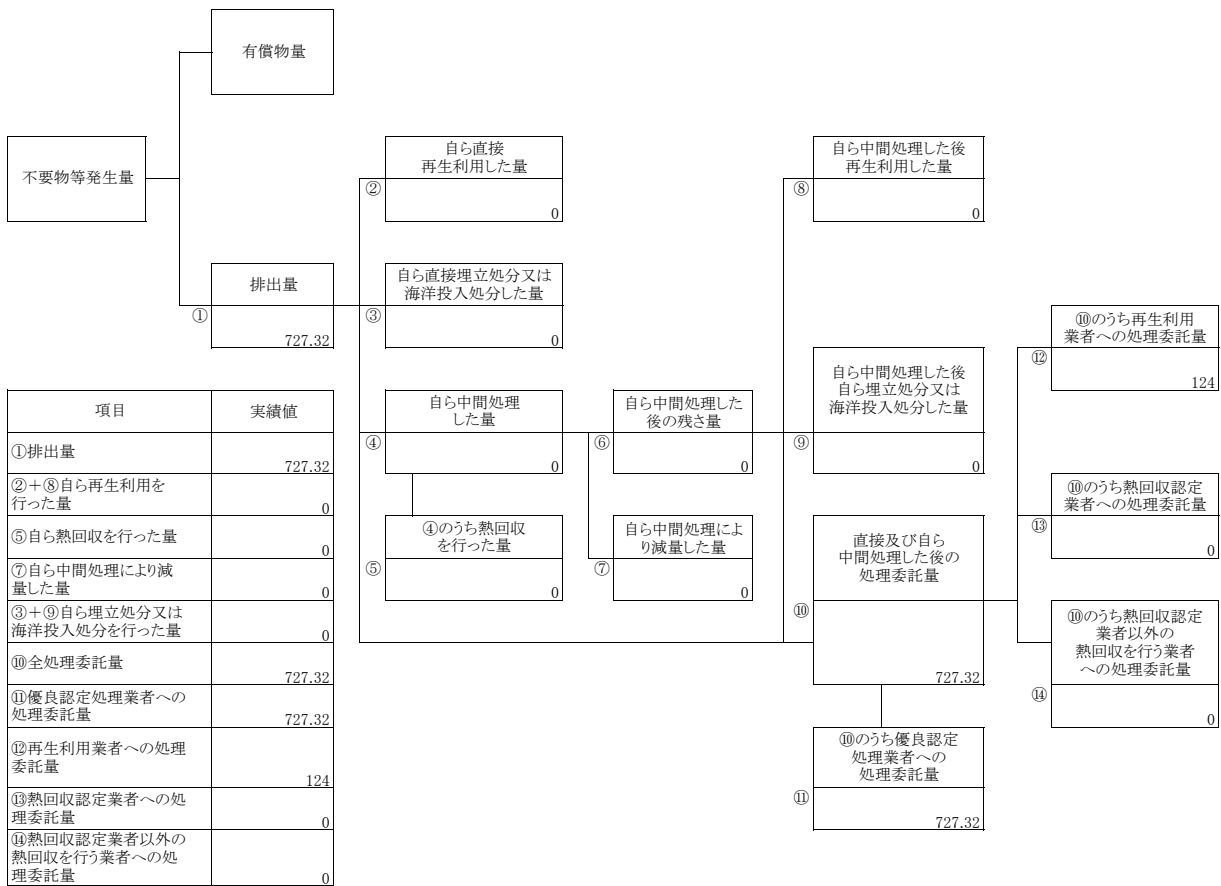 有償物量
不要物等発生量
自ら直接
再生利用した量
②
0
自ら中間処理した後
再生利用した量
⑧
0
排出量
①
727.32
自ら直接埋立処分又は
海洋投入処分した量
③
0
⑩のうち再生利用
業者への処理委託量
⑫
124
自ら中間処理した後
自ら埋立処分又は
海洋投入処分した量
⑨
0
自ら中間処理
した量
④
0
自ら中間処理した
後の残さ量
⑥
0
⑩のうち熱回収認定
業者への処理委託量
⑬
0
④のうち熱回収
を行った量
⑤
0
自ら中間処理によ
り減量した量
⑦
0
直接及び自ら
中間処理した後の
処理委託量
⑩
727.32
⑩のうち熱回収認定
業者以外の
熱回収を行う業者
への処理委託量
⑭
0
⑩のうち優良認定
処理業者への
処理委託量
⑪
727.32
項目
実績値
①排出量
727.32
②+⑧自ら再生利用を
行った量
0
⑤自ら熱回収を行った量
0
⑦自ら中間処理により減
量した量
0
③+⑨自ら埋立処分又は
海洋投入処分を行った量
0
⑩全処理委託量
727.32
⑪優良認定処理業者への
処理委託量
727.32
⑫再生利用業者への処理
委託量
124
⑬熱回収認定業者への処
理委託量
0
⑭熱回収認定業者以外の
熱回収を行う業者への処
理委託量
0